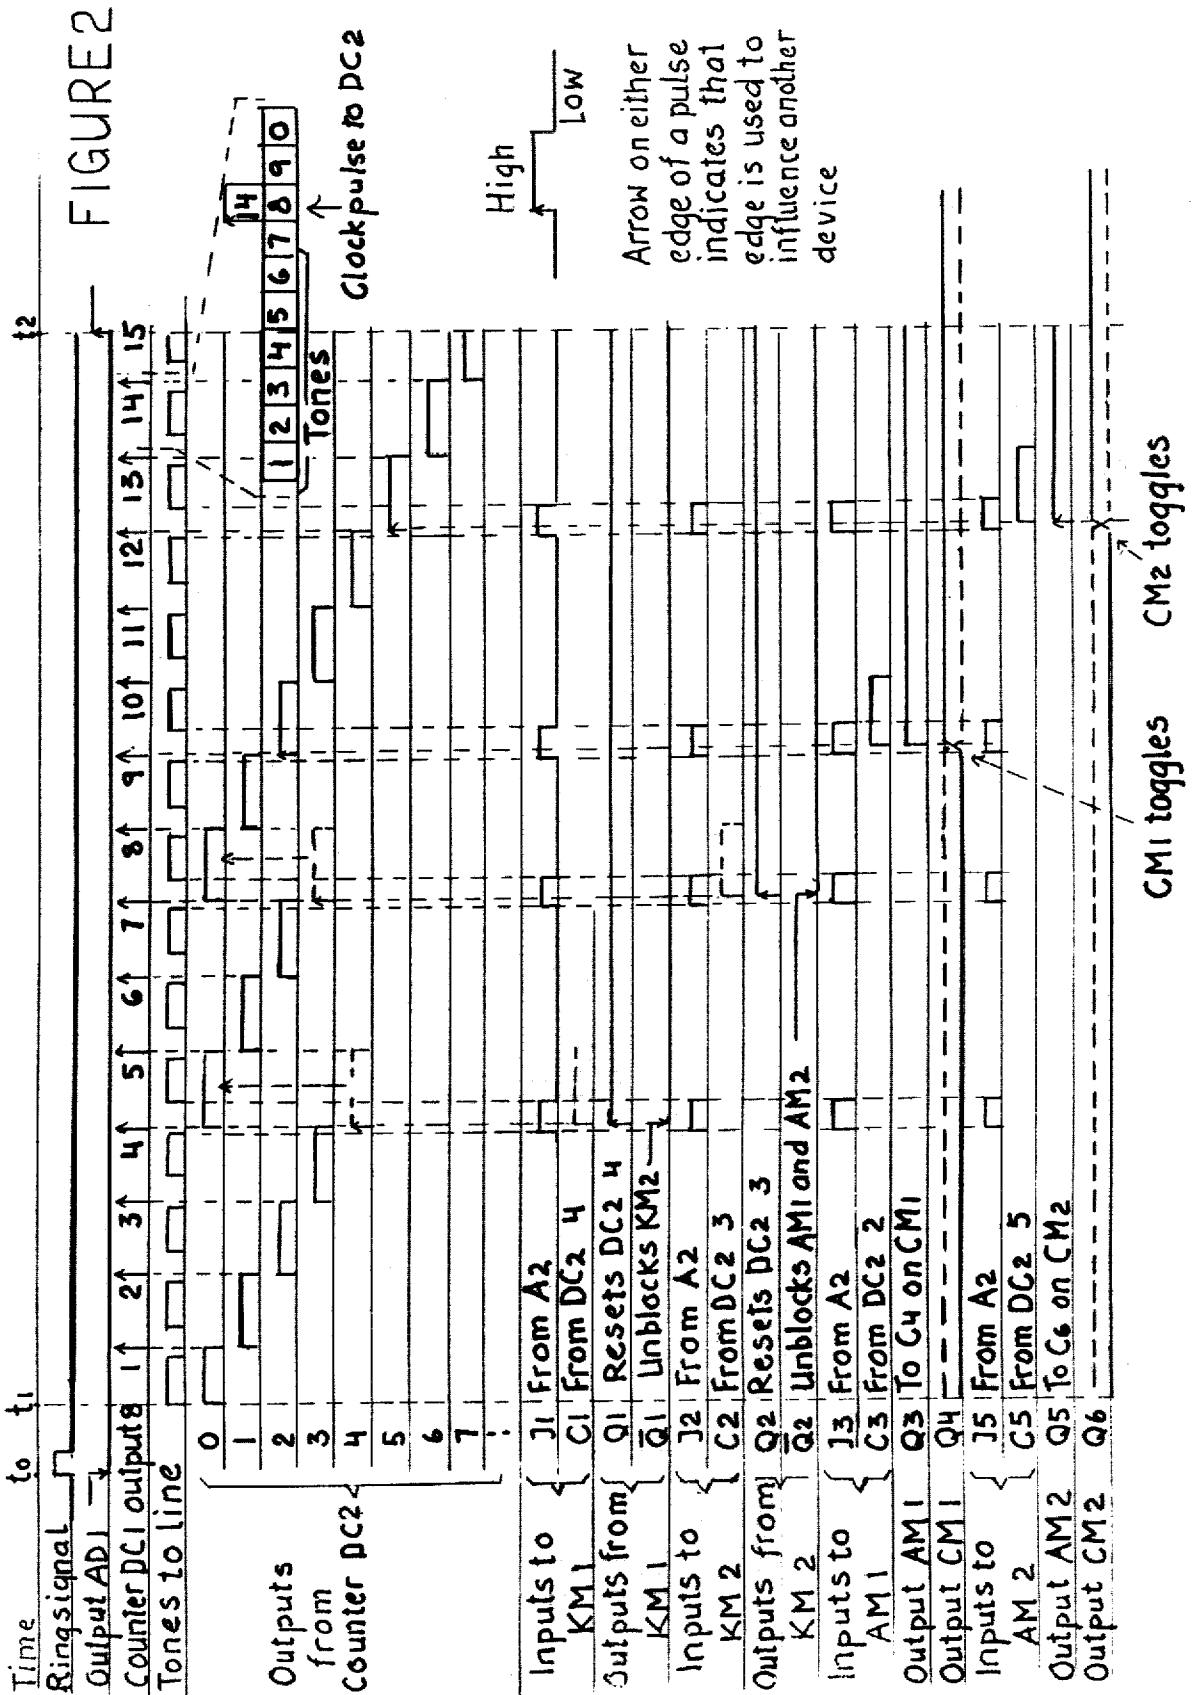 FIGURE 2
Time to t1 t2
Ringsignal
Output AD1
Counter DC1 output 8 1 2 3 4 5 6 7 8 9 10 11 12 13 14 15
Tones to line
Outputs from Counter DC2
0
1
2
3
4
5
6
7
:
14
1 2 3 4 5 6 7 8 9 0
Tones
Clockpulse to DC2
High
Low
Arrow on either
edge of a pulse
indicates that
edge is used to
influence another
device
Inputs to KM1
J1 From A2
C1 From DC2 4
Outputs from KM1
Q1 Resets DC2 4
Q̅1 Unblocks KM2
Inputs to KM2
J2 From A2
C2 From DC2 3
Outputs from KM 2
Q2 Resets DC2 3
Q̅2 Unblocks AM1 and AM2
Inputs to AM1
J3 From A2
C3 From DC2 2
Output AM1 Q3 To C4 on CM1
Output CM1 Q4
Inputs to AM 2
J5 From A2
C5 From DC2 5
Output AM2 Q5 To C6 on CM2
Output CM2 Q6
CM1 toggles
CM2 toggles